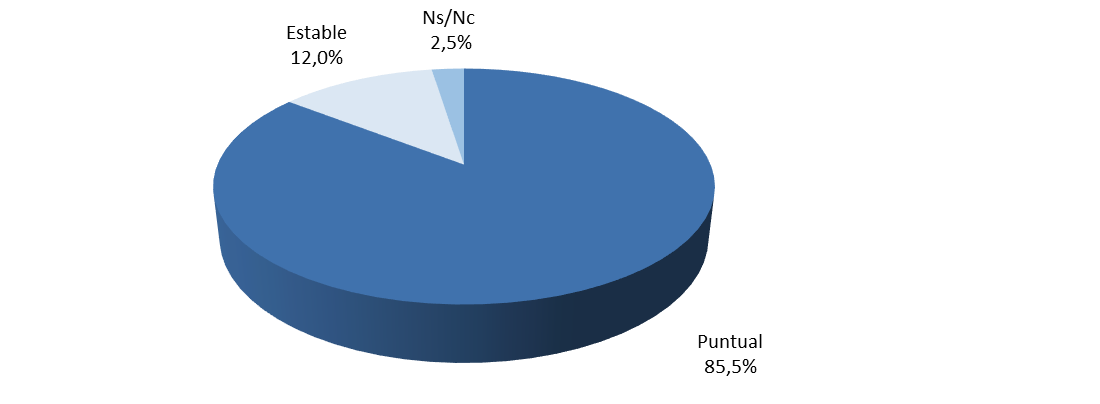 Ns/Nc
2,5%
Estable
12,0%
Puntual
85,5%